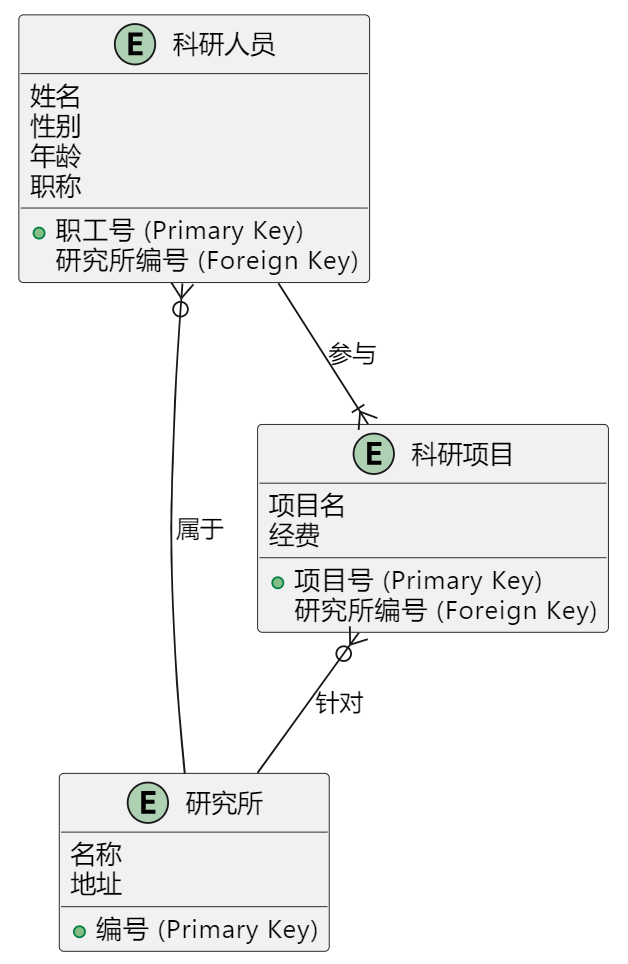 E 科研人员
姓名
性别
年龄
职称
职工号 (Primary Key)
研究所编号 (Foreign Key)
参与
E 科研项目
项目名
经费
属于
项目号 (Primary Key)
研究所编号 (Foreign Key)
针对
E 研究所
名称
地址
编号 (Primary Key)